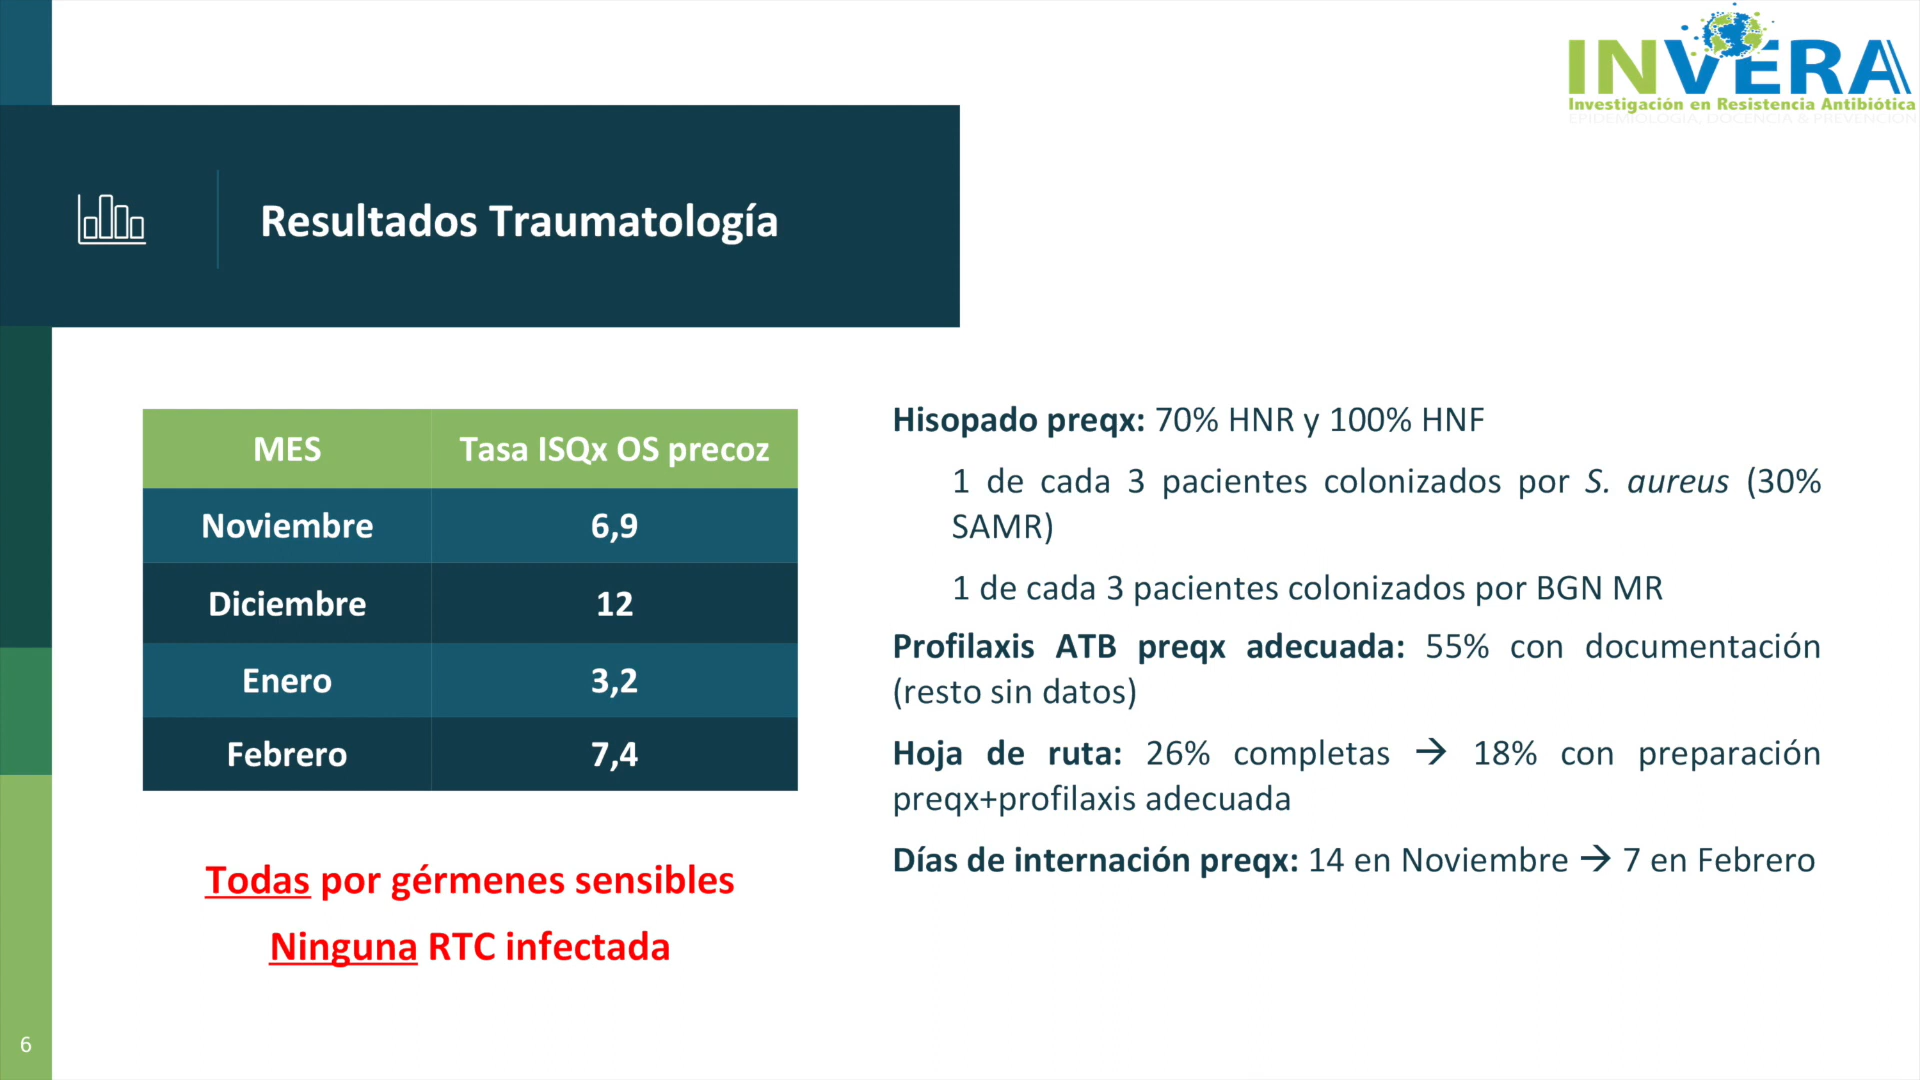 INVERA
Investigación en Resistencia Antibiótica
EPIDEMIOLOGÍA, DOCENCIA & PREVENCIÓN
Resultados Traumatología
MES Tasa ISQx OS precoz
Noviembre 6,9
Diciembre 12
Enero 3,2
Febrero 7,4
Todas por gérmenes sensibles
Ninguna RTC infectada
Hisopado preqx: 70% HNR y 100% HNF
1 de cada 3 pacientes colonizados por S. aureus (30%
SAMR)
1 de cada 3 pacientes colonizados por BGN MR
Profilaxis ATB preqx adecuada: 55% con documentación
(resto sin datos)
Hoja de ruta: 26% completas → 18% con preparación
preqx+profilaxis adecuada
Días de internación preqx: 14 en Noviembre → 7 en Febrero
6